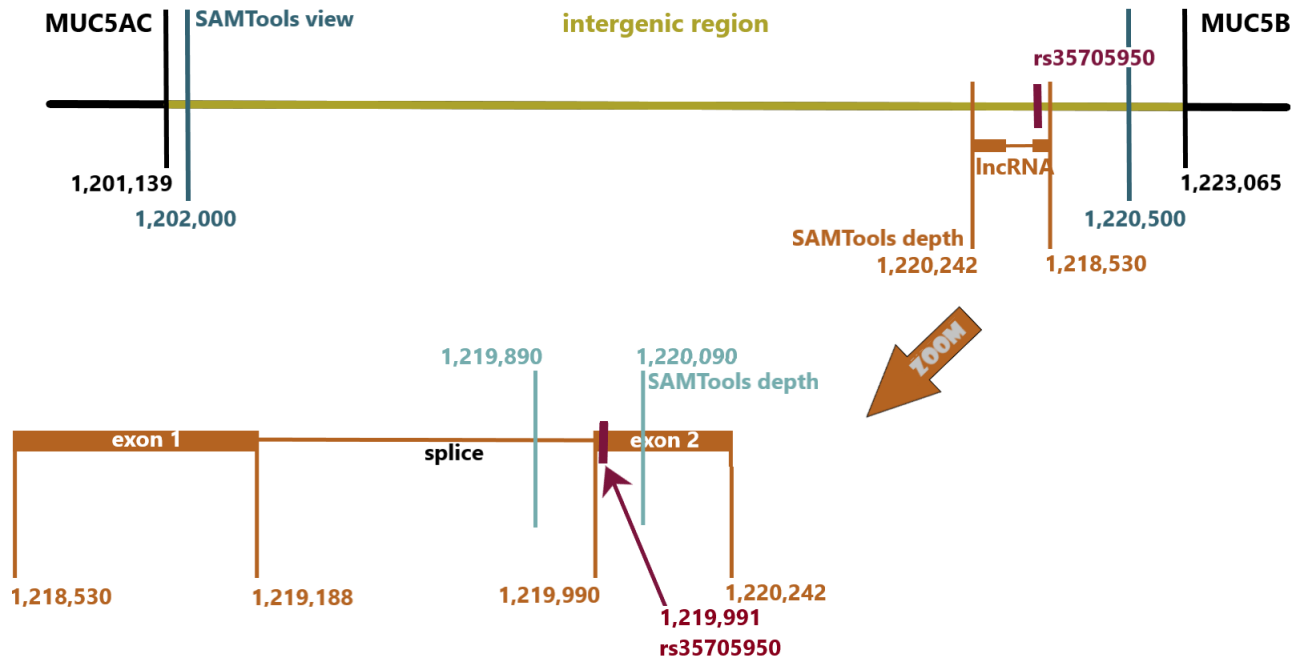 MUC5AC
SAMTools view
intergenic region
MUC5B
rs35705950
lncRNA
1,201,139
1,223,065
1,202,000
1,220,500
SAMTools depth
1,220,242
1,218,530
ZOOM
1,219,890
1,220,090
SAMTools depth
exon 1
exon 2
splice
1,218,530
1,219,188
1,219,990
1,220,242
1,219,991
rs35705950